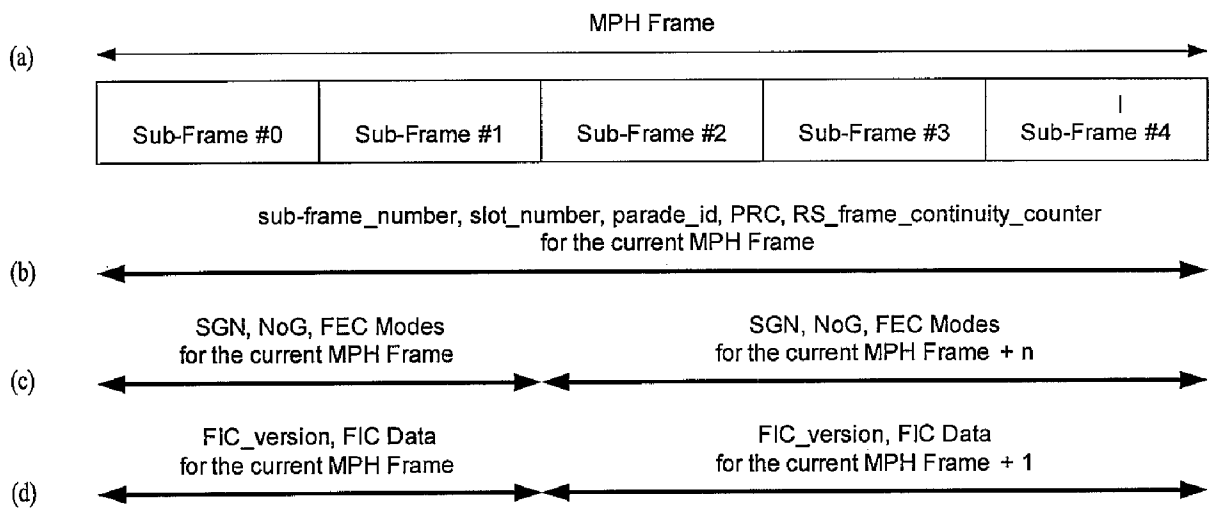 MPH Frame
(a)
Sub-Frame #0 Sub-Frame #1 Sub-Frame #2 Sub-Frame #3 Sub-Frame #4
sub-frame_number, slot_number, parade_id, PRC, RS_frame_continuity_counter
for the current MPH Frame
(b)
SGN, NoG, FEC Modes SGN, NoG, FEC Modes
for the current MPH Frame for the current MPH Frame + n
(c)
FIC_version, FIC Data FIC_version, FIC Data
for the current MPH Frame for the current MPH Frame + 1
(d)